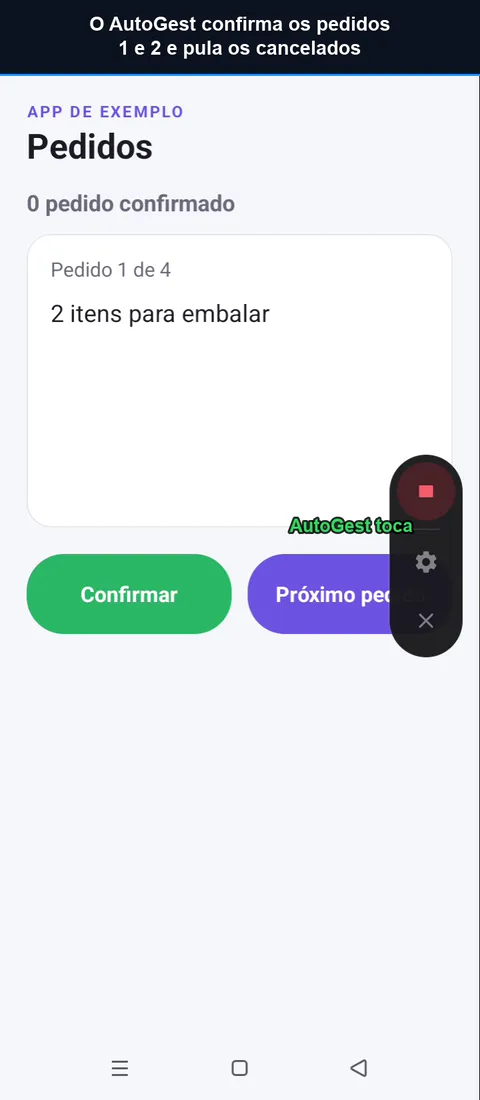 O AutoGest confirma os pedidos
1 e 2 e pula os cancelados
APP DE EXEMPLO
Pedidos
0 pedido confirmado
Pedido 1 de 4
2 itens para embalar
AutoGest toca
Confirmar
Próximo pedido